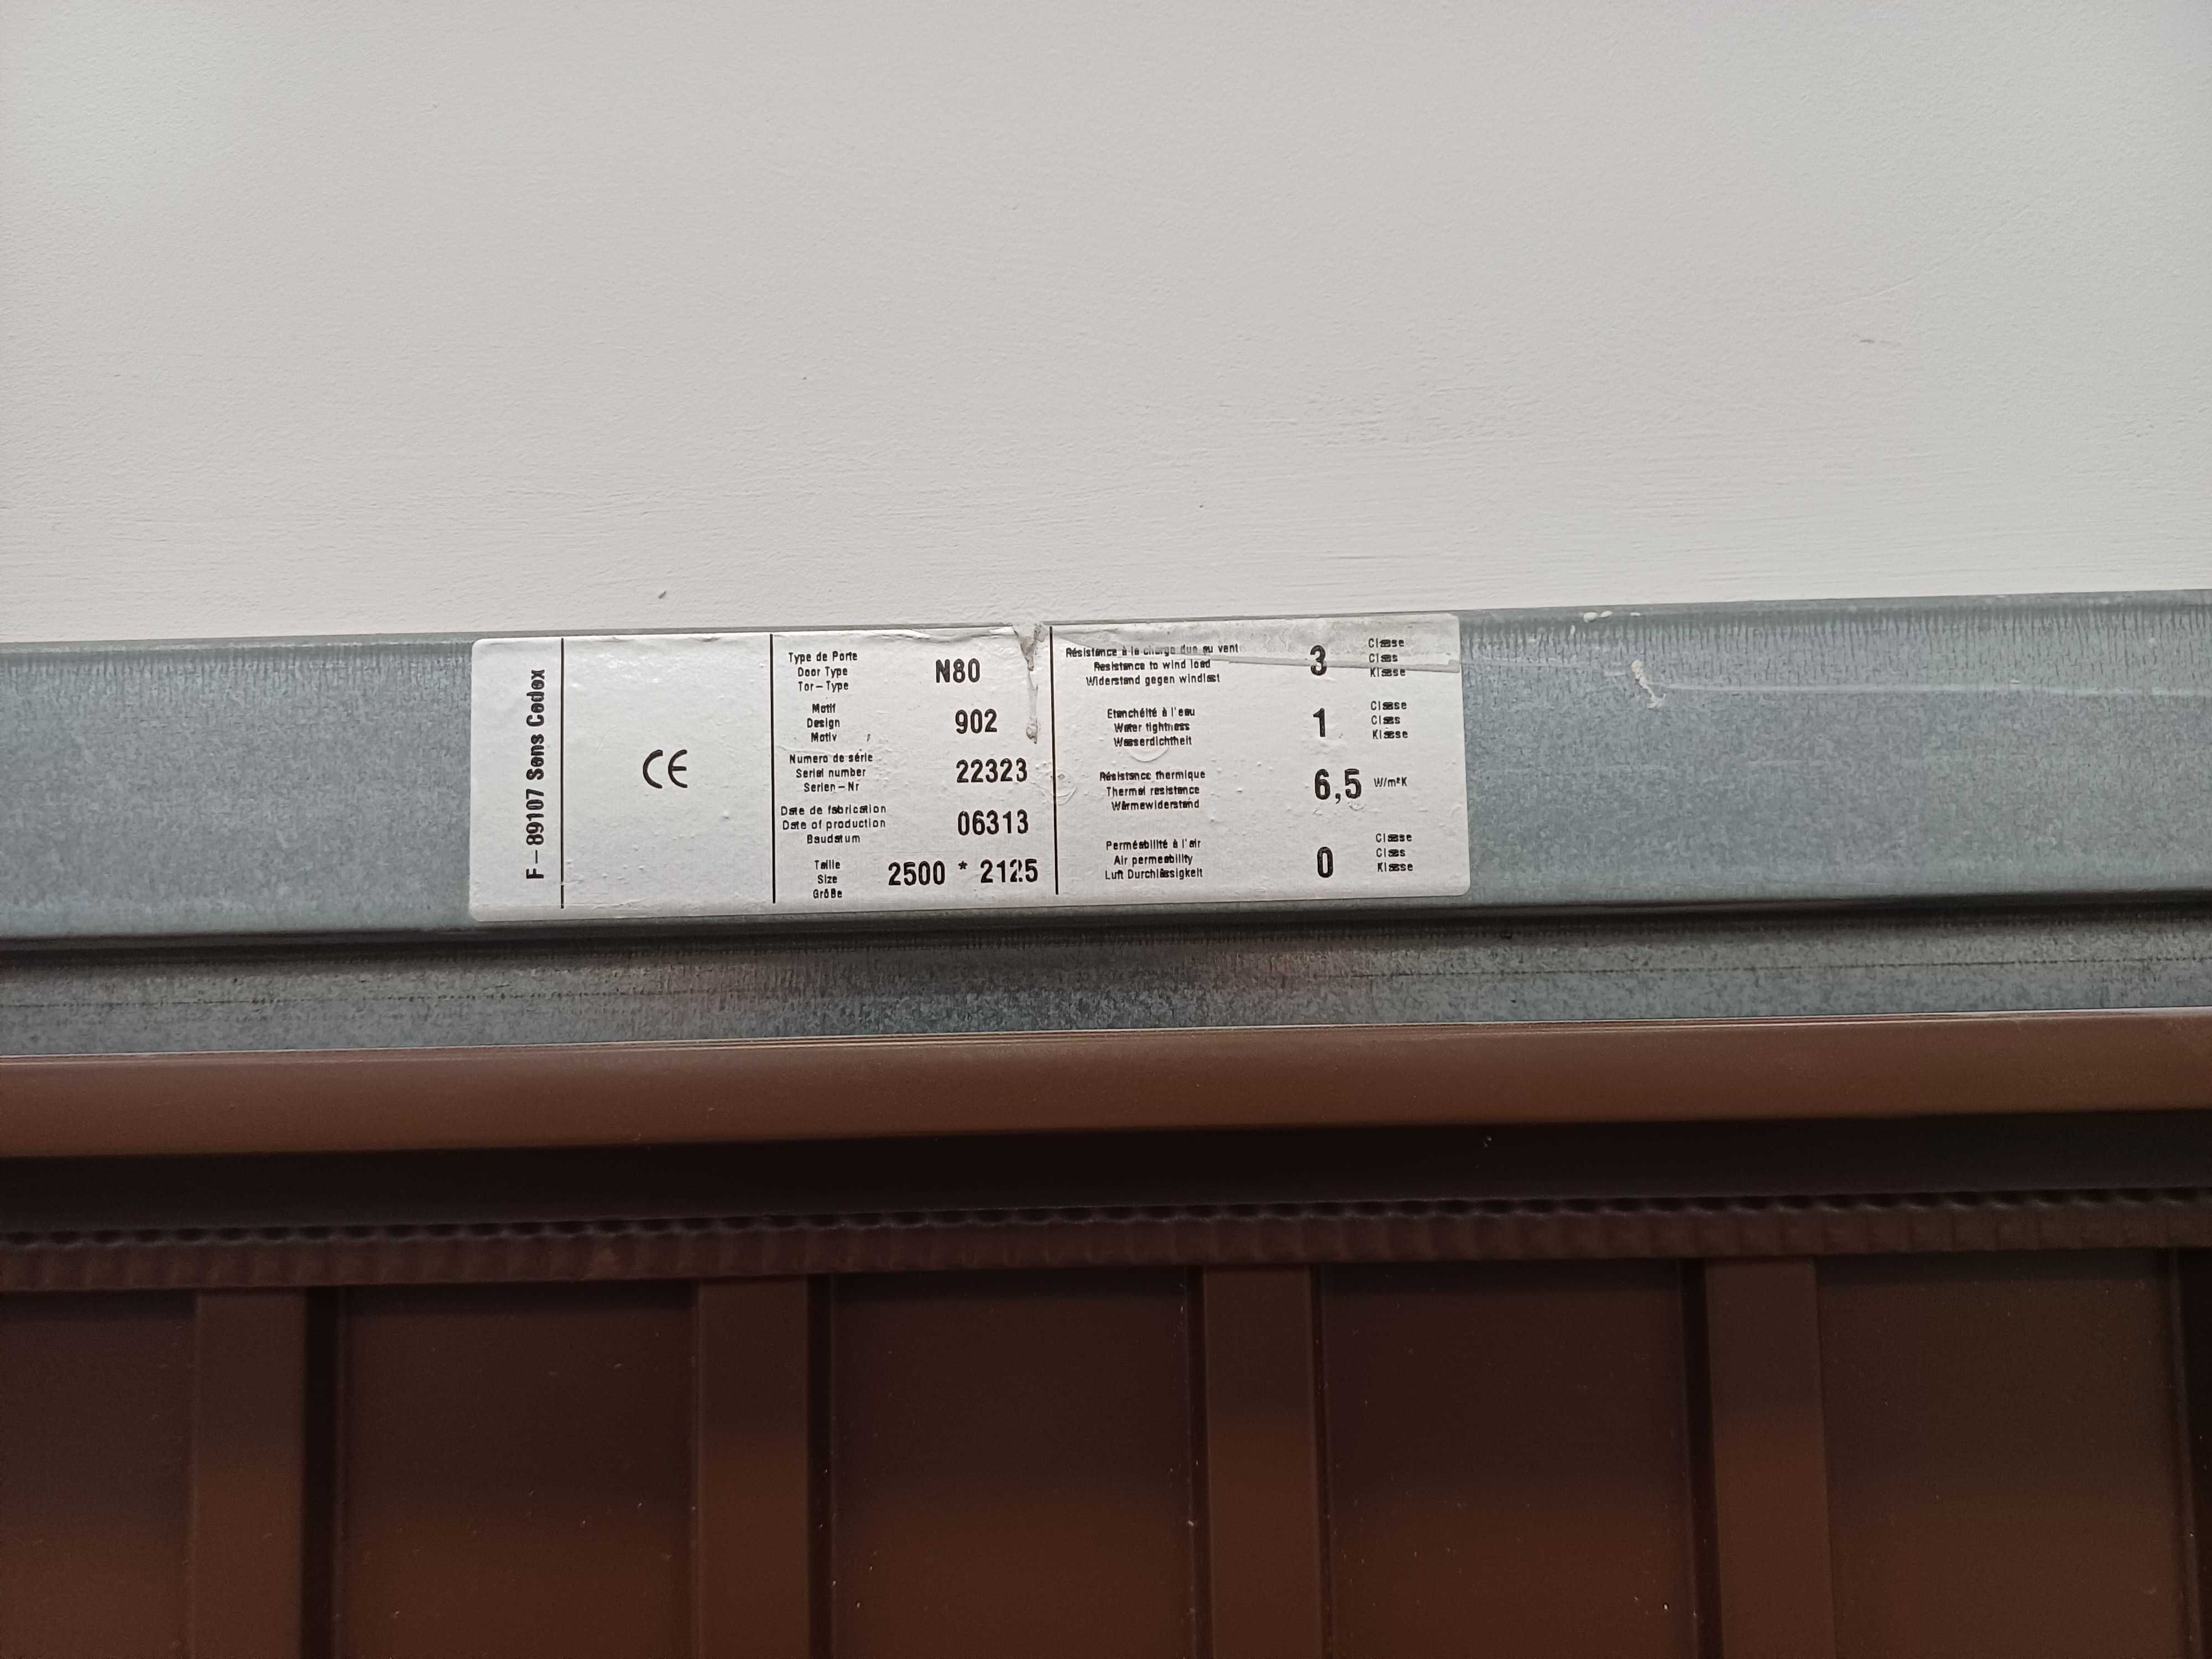 F-89107 Sens Cedex
CE
Type de Porte
Door Type
Tor-Type
N80
Motif
Design
Motiv
902
Numero de série
Serial number
Serien-Nr
22323
Date de fabrication
Date of production
Baudatum
06313
Taille
Size
Größe
2500 * 2125
Résistance à la charge due au vent
Resistance to wind load
Widerstand gegen windlast
3
Classe
Class
Klasse
Etanchéité à l'eau
Water tightness
Wasserdichtheit
1
Classe
Class
Klasse
Résistance thermique
Thermal resistance
Wärmewiderstand
6,5
W/m²K
Perméabilité à l'air
Air permeability
Luft Durchlässigkeit
0
Classe
Class
Klasse